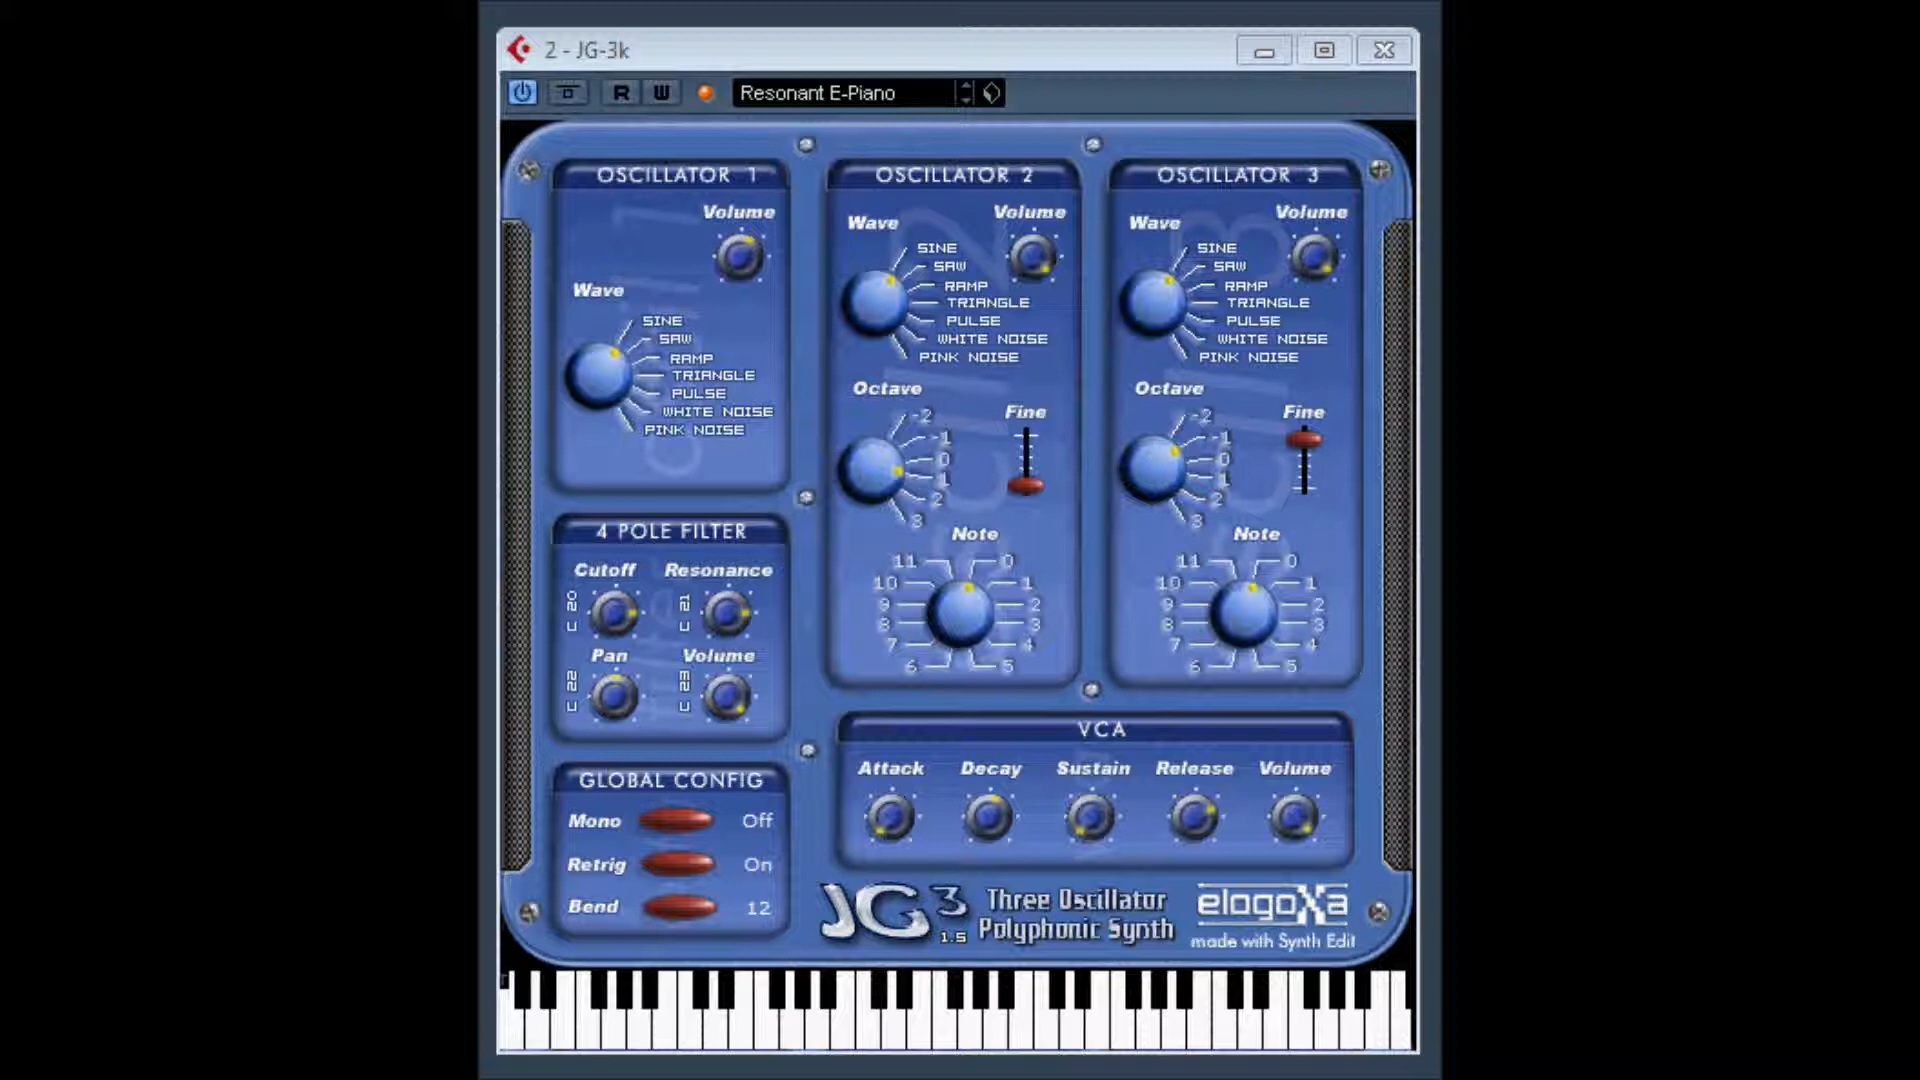 2 - JG-3k
R W Resonant E-Piano
OSCILLATOR 1
Volume
Wave
SINE
SAW
RAMP
TRIANGLE
PULSE
WHITE NOISE
PINK NOISE
OSCILLATOR 2
Wave
Volume
SINE
SAW
RAMP
TRIANGLE
PULSE
WHITE NOISE
PINK NOISE
Octave
-2
-1
0
1
2
3
Fine
Note
11 0
10 1
9 2
8 3
7 4
6 5
OSCILLATOR 3
Wave
Volume
SINE
SAW
RAMP
TRIANGLE
PULSE
WHITE NOISE
PINK NOISE
Octave
-2
-1
0
1
2
3
Fine
Note
11 0
10 1
9 2
8 3
7 4
6 5
4 POLE FILTER
Cutoff Resonance
Pan Volume
GLOBAL CONFIG
Mono Off
Retrig On
Bend 12
VCA
Attack Decay Sustain Release Volume
JG3
1.5
Three Oscillator
Polyphonic Synth
elogoXa
made with Synth Edit